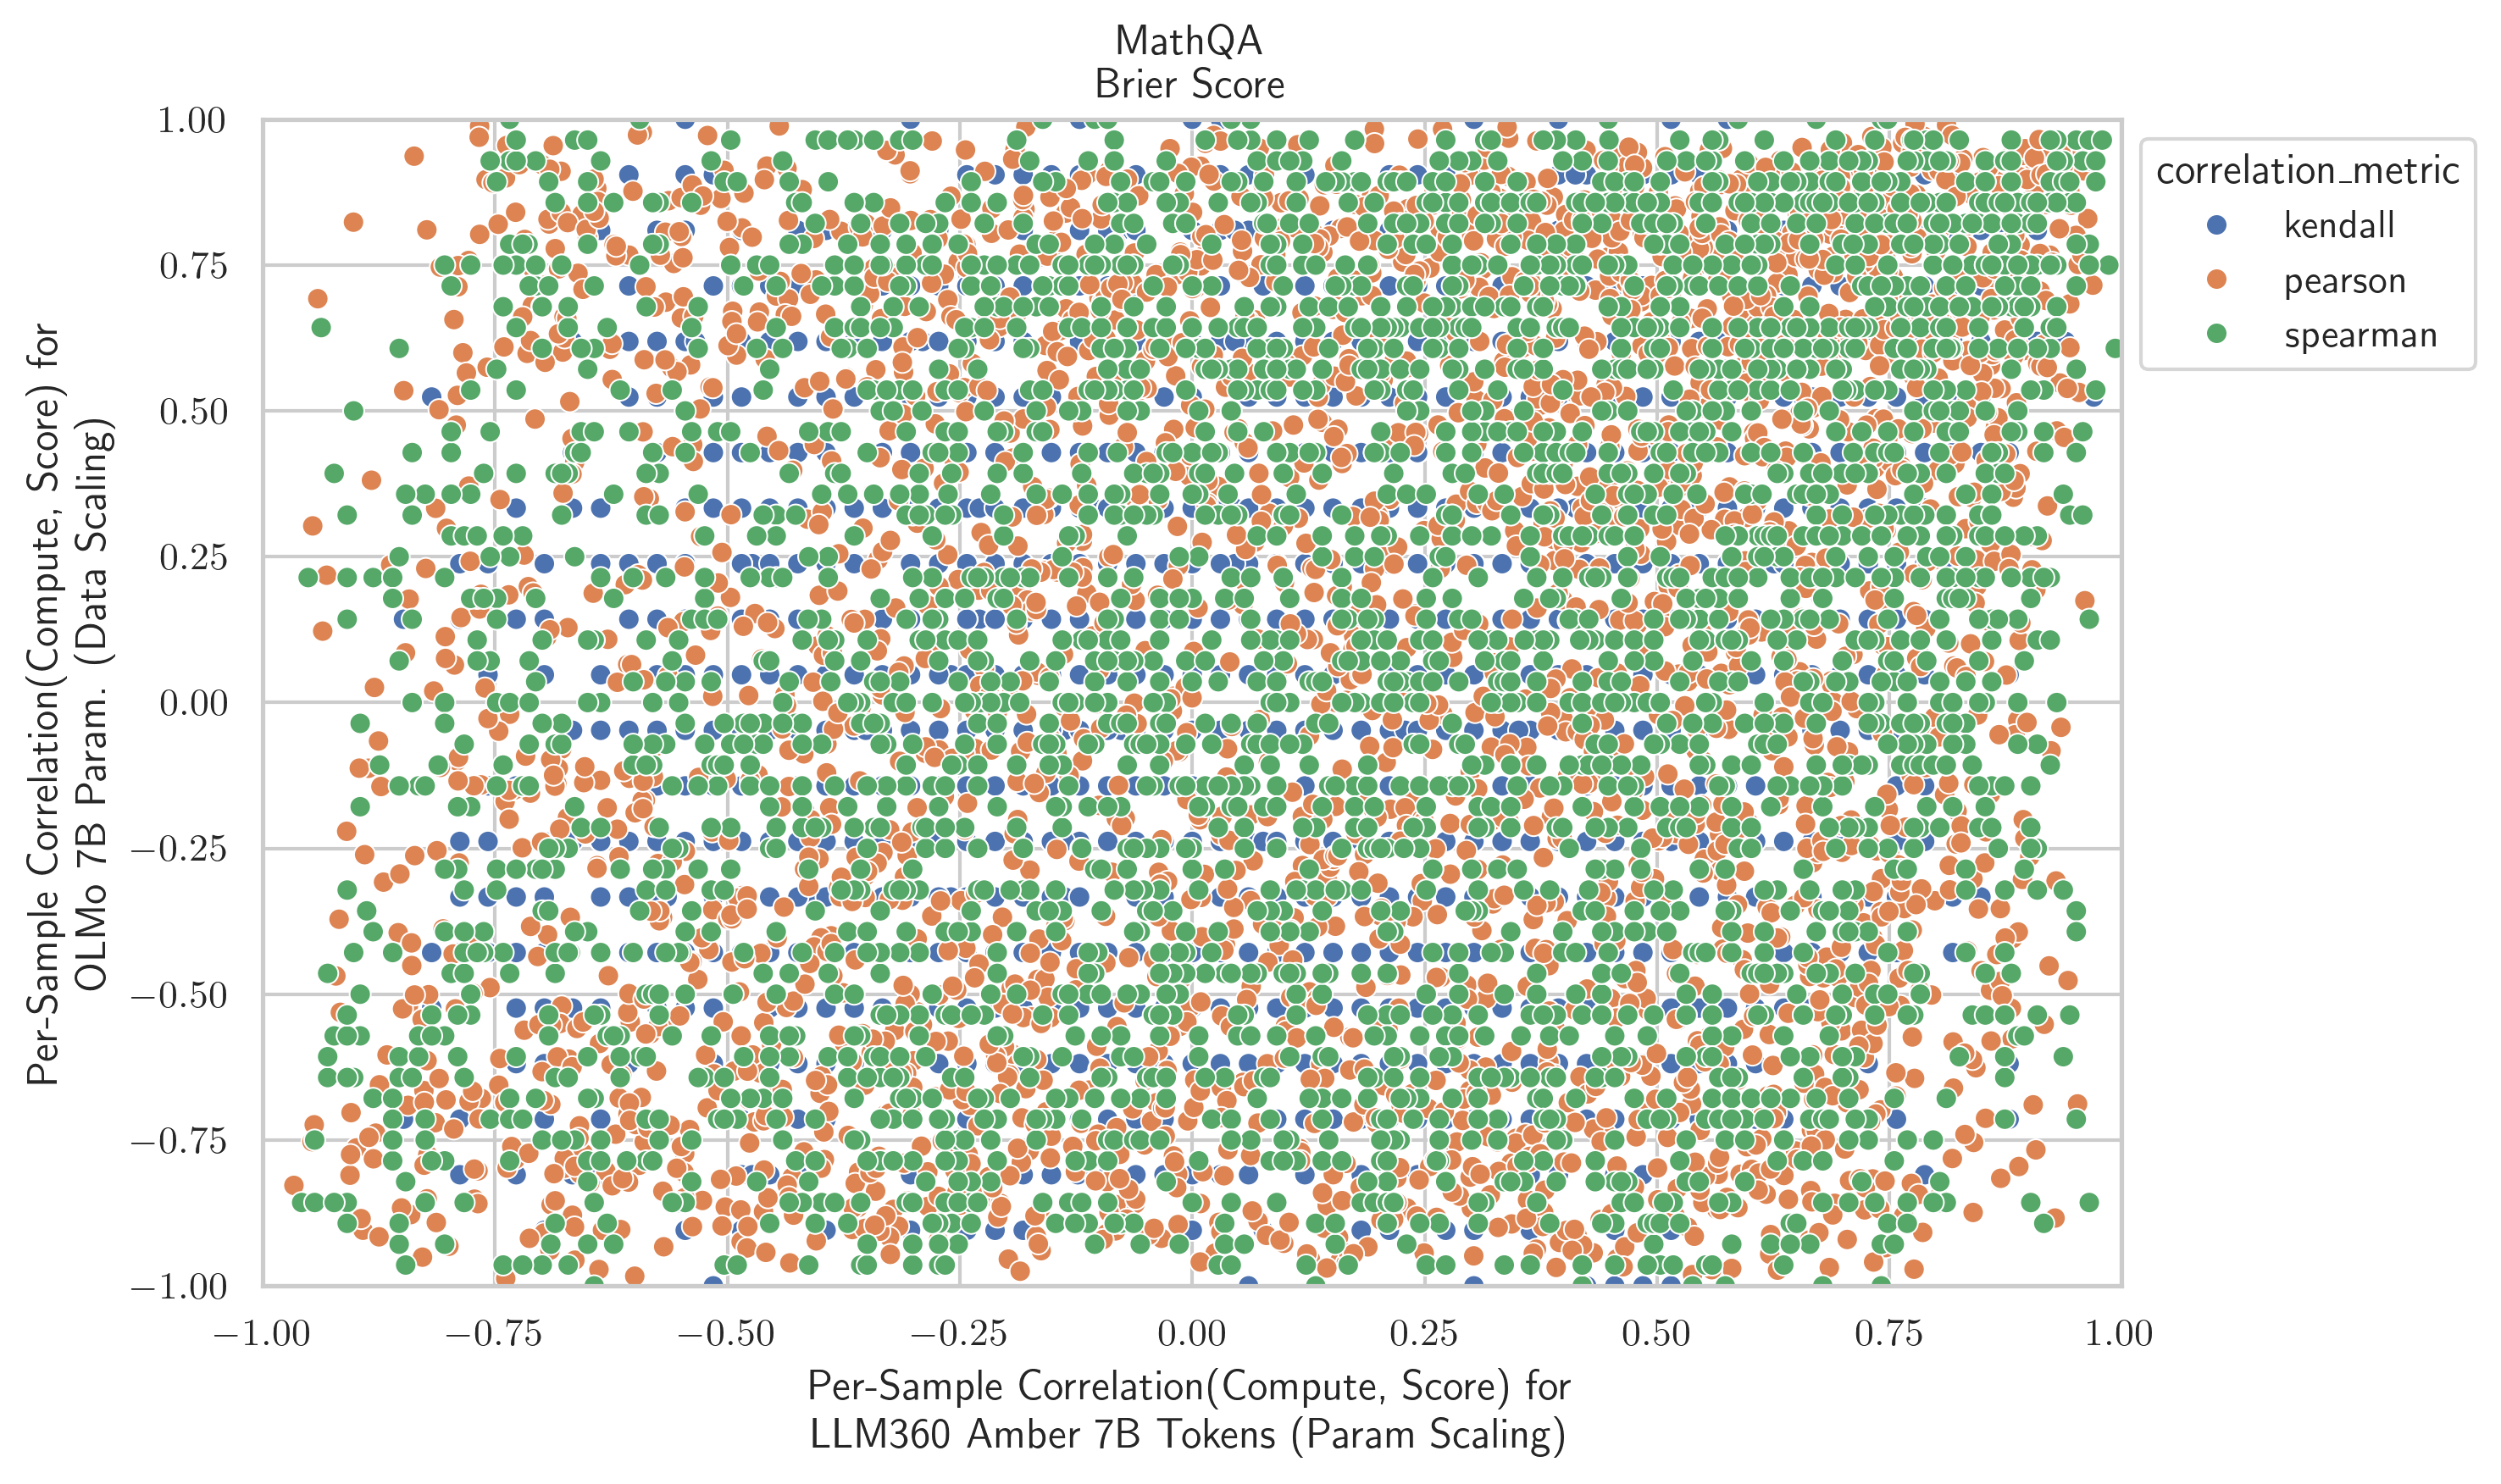 MathQA
Brier Score
Per-Sample Correlation(Compute, Score) for
OLMo 7B Param. (Data Scaling)
1.00
0.75
0.50
0.25
0.00
−0.25
−0.50
−0.75
−1.00
−1.00 −0.75 −0.50 −0.25 0.00 0.25 0.50 0.75 1.00
Per-Sample Correlation(Compute, Score) for
LLM360 Amber 7B Tokens (Param Scaling)
correlation_metric
kendall
pearson
spearman